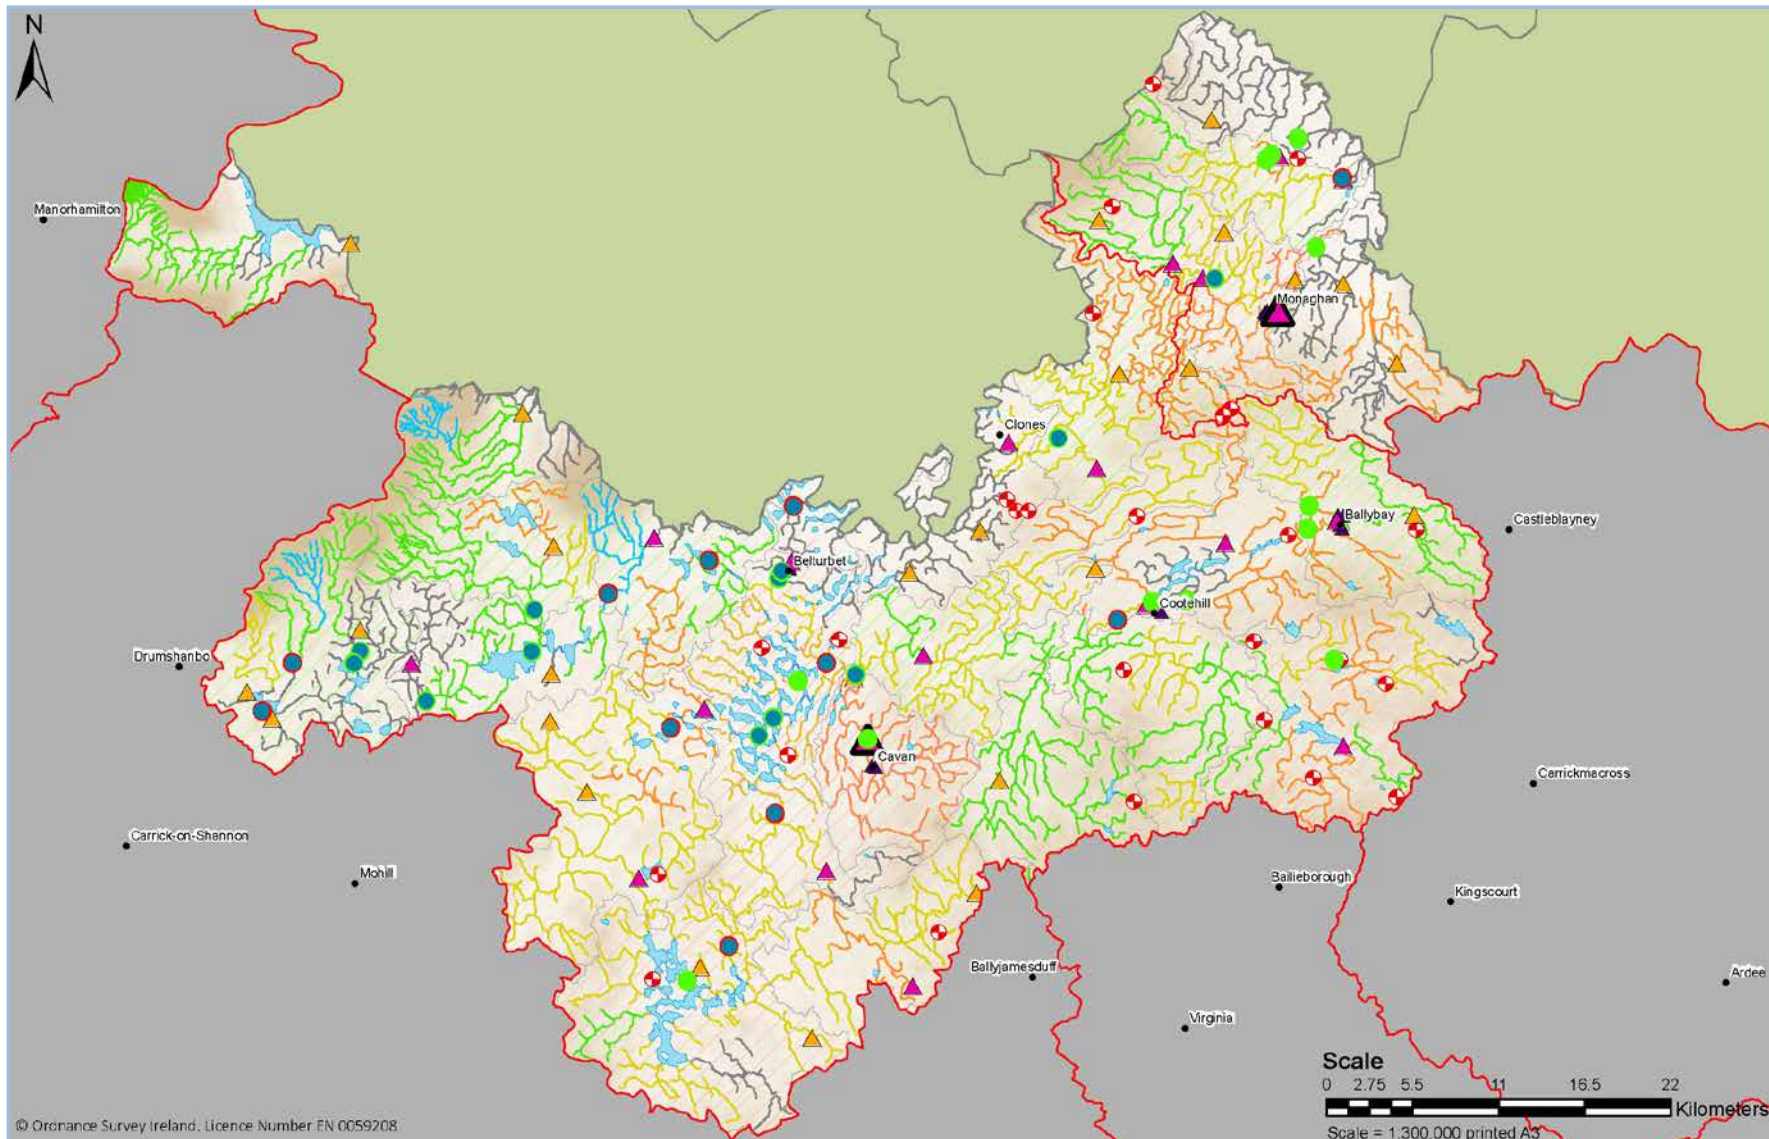 N
Manorhamilton
Monaghan
Clones
Ballybay
Castleblayney
Belturbet
Cootehill
Drumshanbo
Cavan
Carrickmacross
Carrick-on-Shannon
Mohill
Bailieborough
Kingscourt
Ballyjamesduff
Ardee
Virginia
Scale
0 2.75 5.5 11 16.5 22
Kilometers
Scale = 1:300,000 printed A3
© Ordnance Survey Ireland. Licence Number EN 0059208